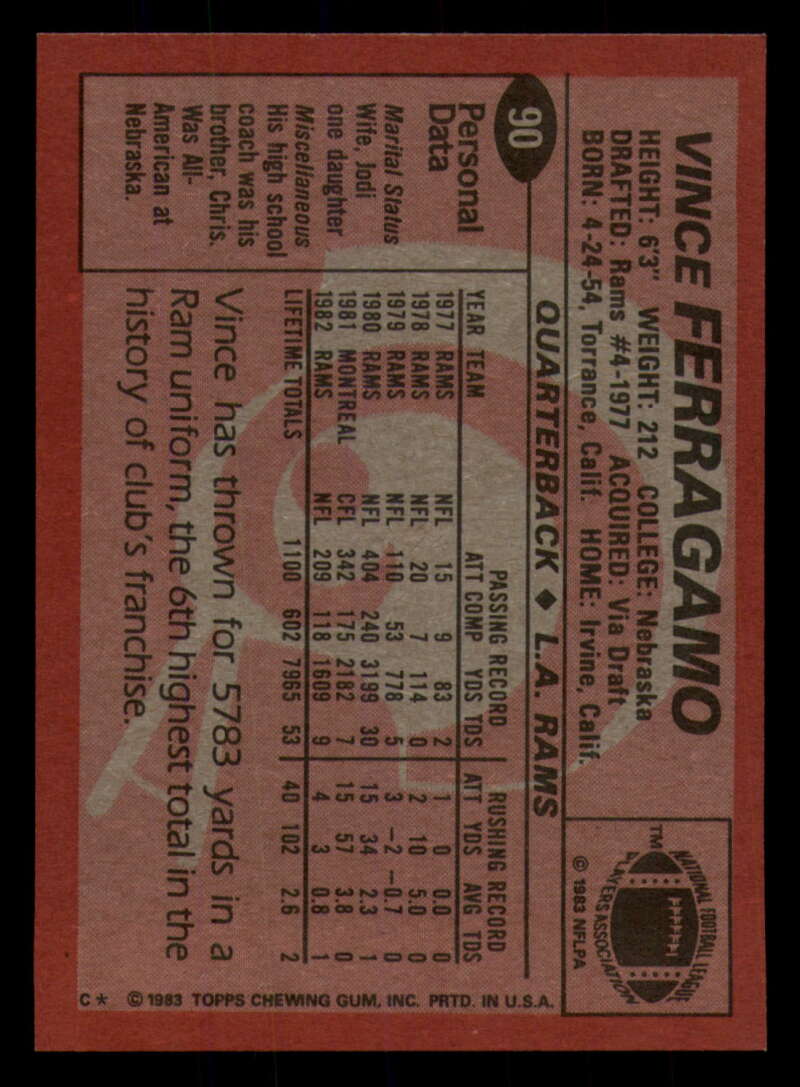 90
VINCE FERRAGAMO
HEIGHT: 6'3" WEIGHT: 212 COLLEGE: Nebraska
DRAFTED: Rams #4-1977 ACQUIRED: Via Draft
BORN: 4-24-54, Torrance, Calif. HOME: Irvine, Calif.
QUARTERBACK ♦ L.A. RAMS
NATIONAL FOOTBALL LEAGUE
PLAYERS ASSOCIATION
TM
© 1983 NFLPA
Personal
Data
Marital Status
Wife, Jodi
one daughter
Miscellaneous
His high school
coach was his
brother, Chris.
Was All-
American at
Nebraska.
PASSING RECORD RUSHING RECORD
YEAR TEAM ATT COMP YDS TDS ATT YDS AVG TDS
1977 RAMS NFL 15 9 83 2 1 0 0.0 0
1978 RAMS NFL 20 7 114 0 2 10 5.0 0
1979 RAMS NFL 110 53 778 5 3 -2 -0.7 0
1980 RAMS NFL 404 240 3199 30 15 34 2.3 1
1981 MONTREAL CFL 342 175 2182 7 15 57 3.8 0
1982 RAMS NFL 209 118 1609 9 4 3 0.8 1
LIFETIME TOTALS 1100 602 7965 53 40 102 2.6 2
Vince has thrown for 5783 yards in a
Ram uniform, the 6th highest total in the
history of club's franchise.
C* © 1983 TOPPS CHEWING GUM, INC. PRTD. IN U.S.A.